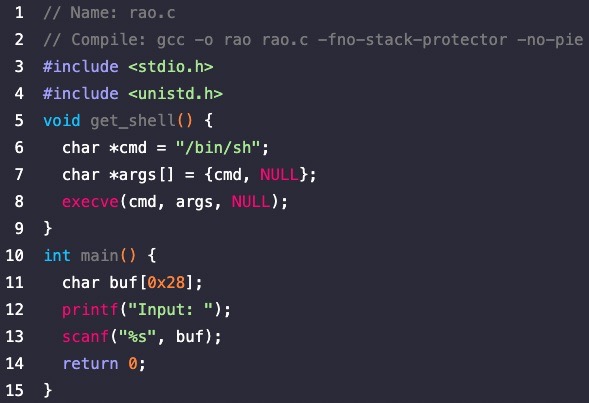 1 // Name: rao.c
2 // Compile: gcc -o rao rao.c -fno-stack-protector -no-pie
3 #include <stdio.h>
4 #include <unistd.h>
5 void get_shell() {
6   char *cmd = "/bin/sh";
7   char *args[] = {cmd, NULL};
8   execve(cmd, args, NULL);
9 }
10 int main() {
11   char buf[0x28];
12   printf("Input: ");
13   scanf("%s", buf);
14   return 0;
15 }